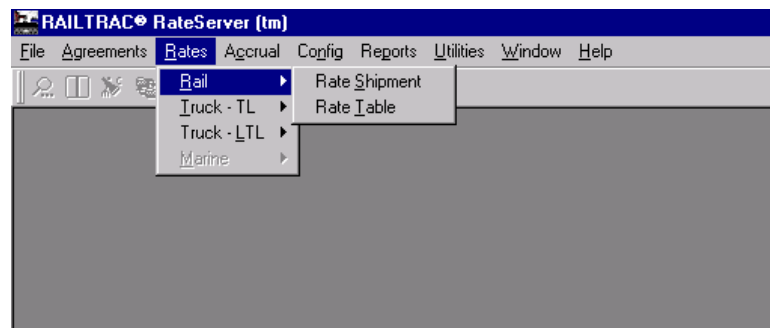 RAILTRAC® RateServer (tm)
File Agreements Rates Accrual Config Reports Utilities Window Help
Rail
Truck - TL
Truck - LTL
Marine
Rate Shipment
Rate Table